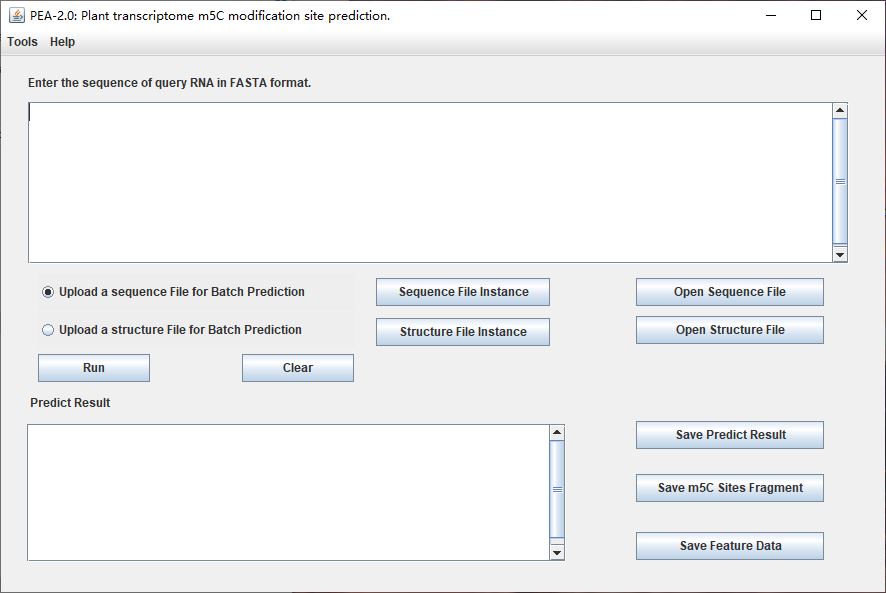 PEA-2.0: Plant transcriptome m5C modification site prediction.
Tools Help
Enter the sequence of query RNA in FASTA format.
Upload a sequence File for Batch Prediction
Sequence File Instance
Open Sequence File
Upload a structure File for Batch Prediction
Structure File Instance
Open Structure File
Run
Clear
Predict Result
Save Predict Result
Save m5C Sites Fragment
Save Feature Data